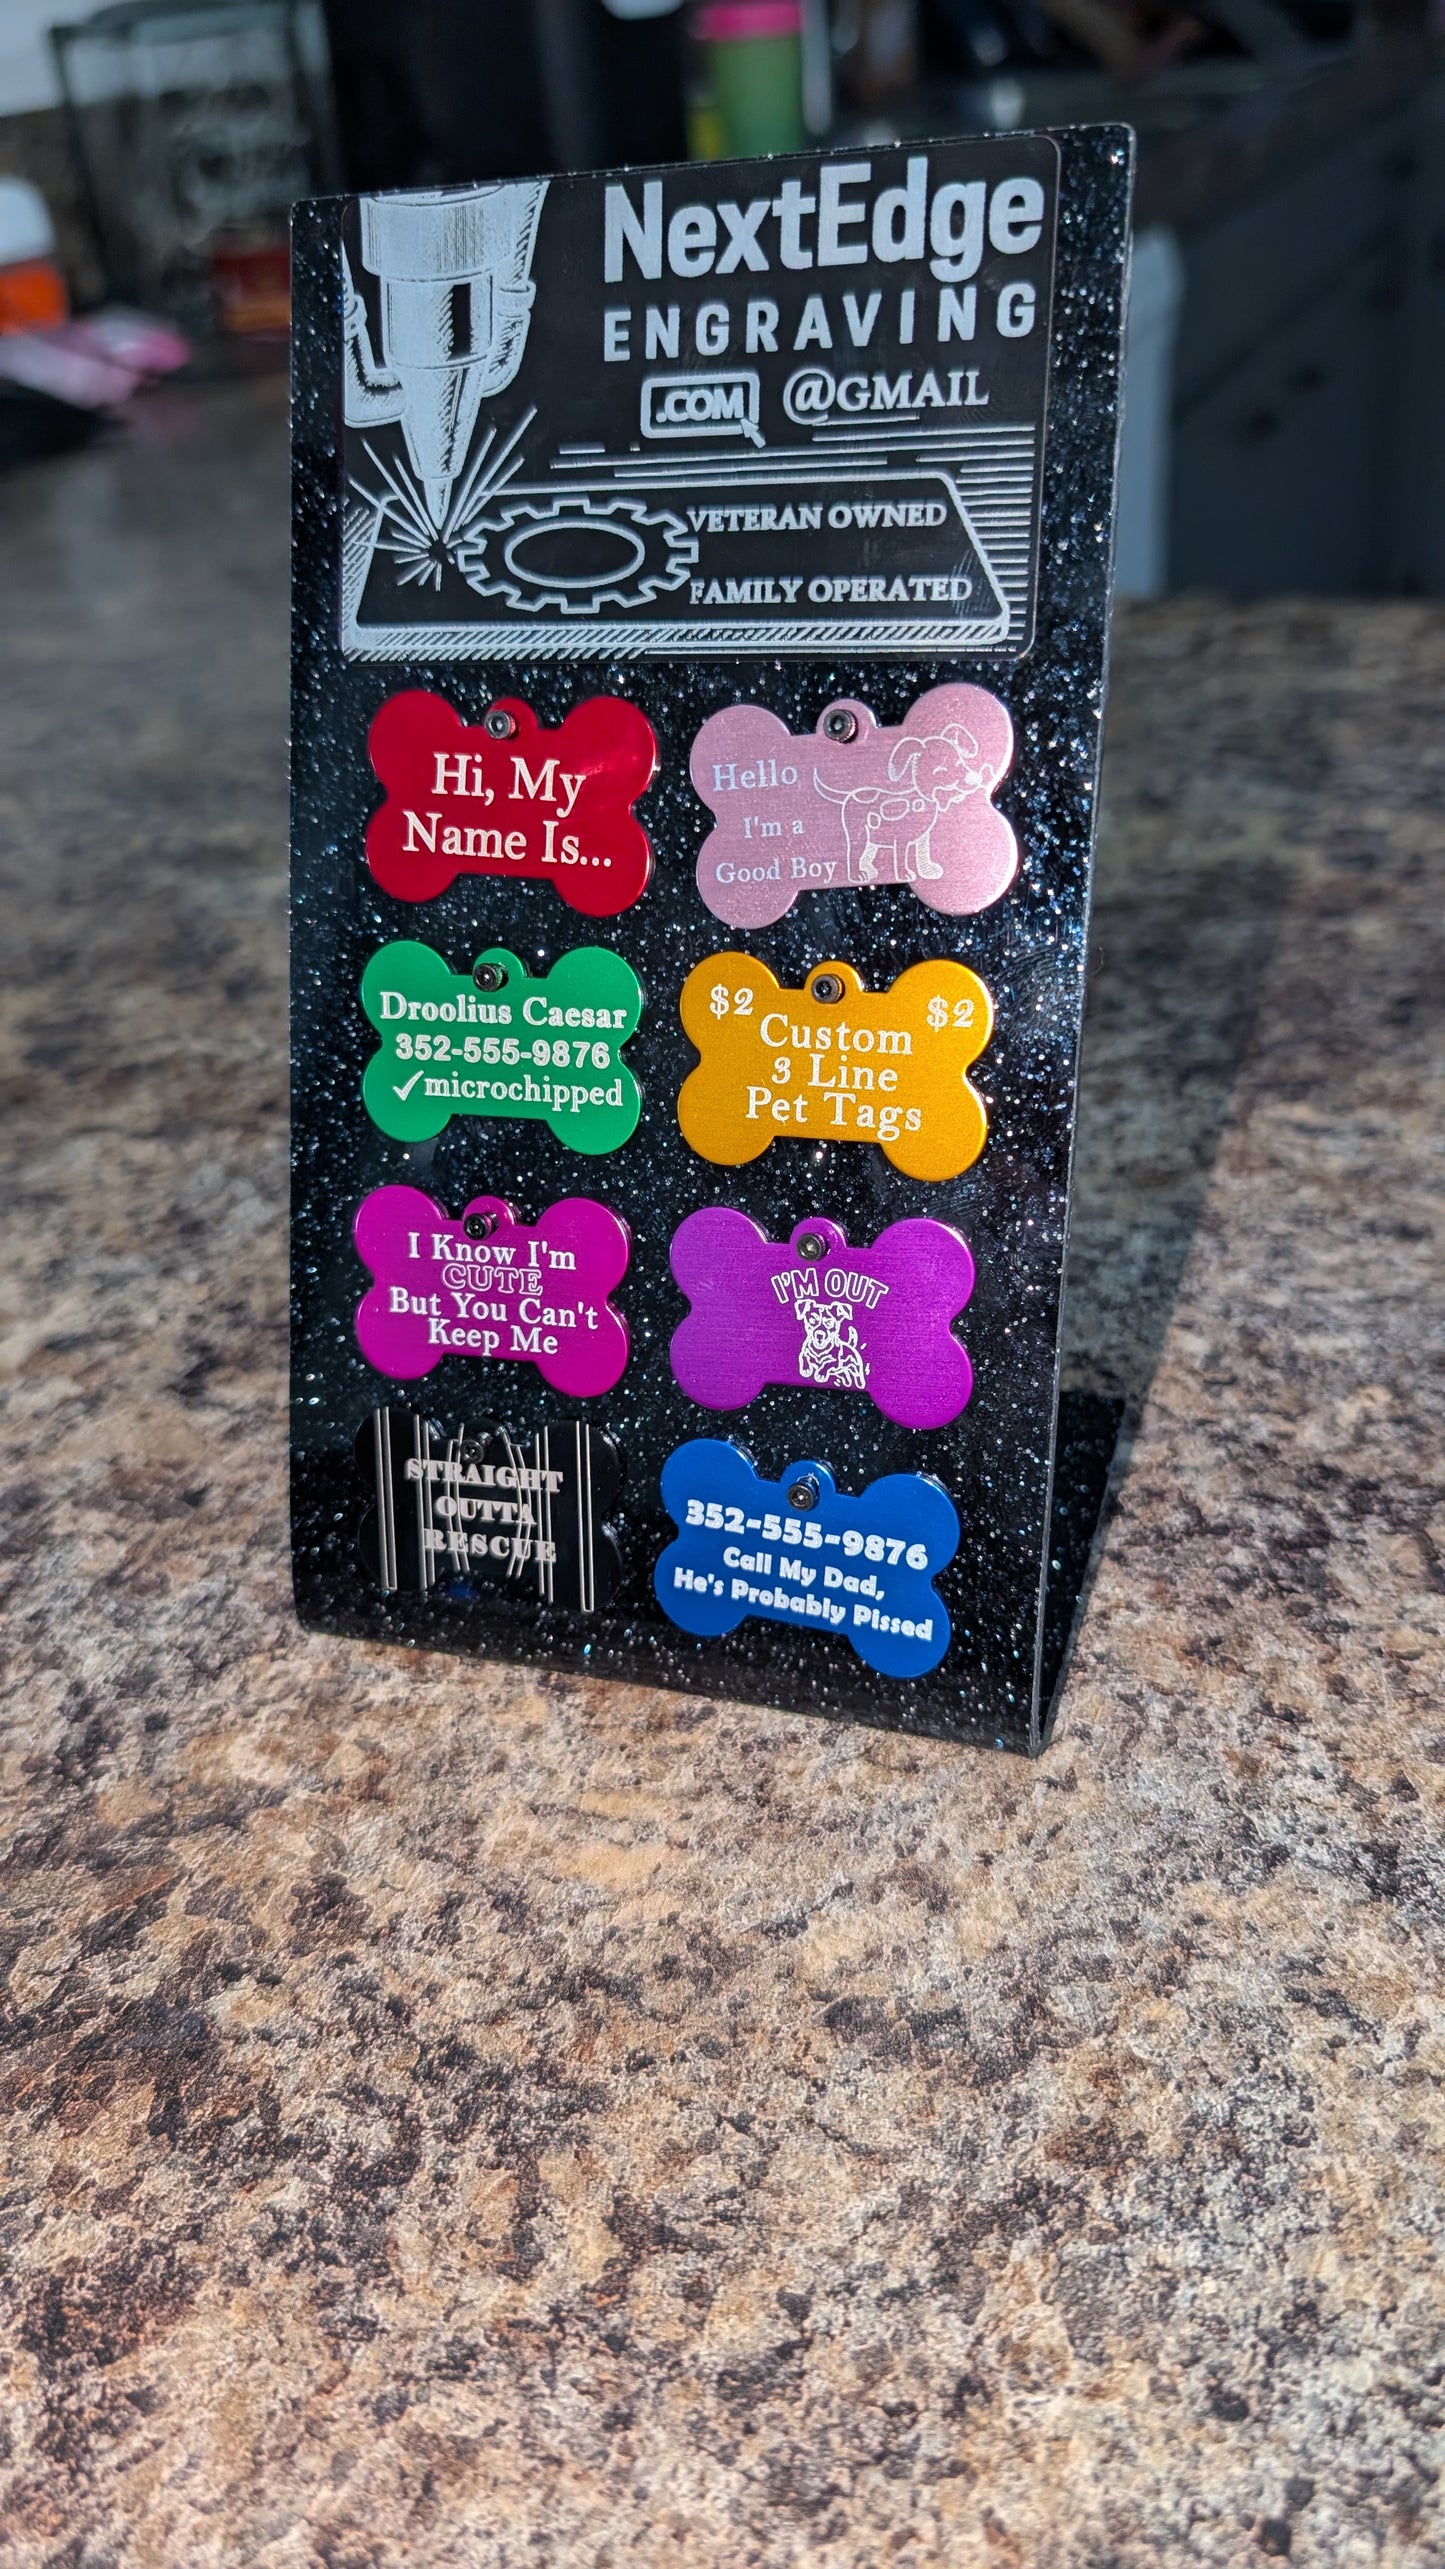 NextEdge
ENGRAVING
.COM @GMAIL
VETERAN OWNED
FAMILY OPERATED
Hi, My
Name Is...
Hello
I'm a
Good Boy
Droolius Caesar
352-555-9876
✓microchipped
$2 $2
Custom
3 Line
Pet Tags
I Know I'm
CUTE
But You Can't
Keep Me
I'M OUT
STRAIGHT
OUTTA
RESCUE
352-555-9876
Call My Dad,
He's Probably Pissed